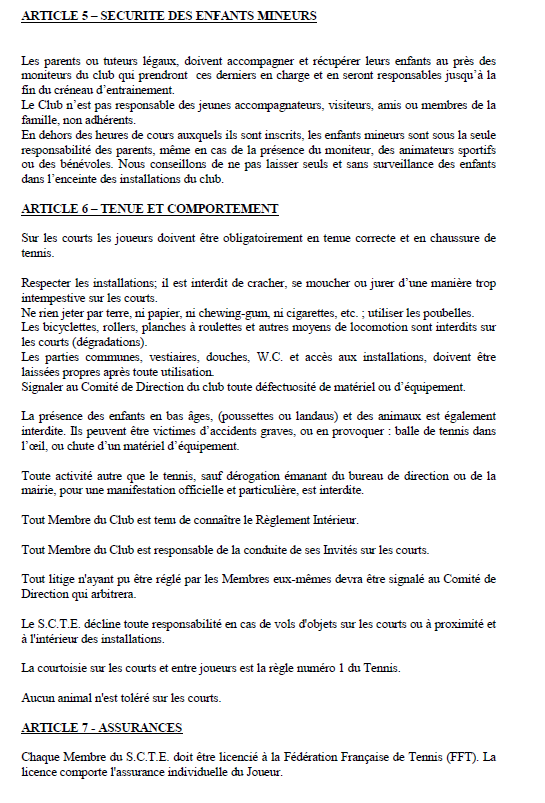 ARTICLE 5 – SECURITE DES ENFANTS MINEURS
Les parents ou tuteurs légaux, doivent accompagner et récupérer leurs enfants au près des
moniteurs du club qui prendront ces derniers en charge et en seront responsables jusqu'à la
fin du créneau d'entrainement.
Le Club n'est pas responsable des jeunes accompagnateurs, visiteurs, amis ou membres de la
famille, non adhérents.
En dehors des heures de cours auxquels ils sont inscrits, les enfants mineurs sont sous la seule
responsabilité des parents, même en cas de la présence du moniteur, des animateurs sportifs
ou des bénévoles. Nous conseillons de ne pas laisser seuls et sans surveillance des enfants
dans l'enceinte des installations du club.
ARTICLE 6 – TENUE ET COMPORTEMENT
Sur les courts les joueurs doivent être obligatoirement en tenue correcte et en chaussure de
tennis.
Respecter les installations; il est interdit de cracher, se moucher ou jurer d'une manière trop
intempestive sur les courts.
Ne rien jeter par terre, ni papier, ni chewing-gum, ni cigarettes, etc. ; utiliser les poubelles.
Les bicyclettes, rollers, planches à roulettes et autres moyens de locomotion sont interdits sur
les courts (dégradations).
Les parties communes, vestiaires, douches, W.C. et accès aux installations, doivent être
laissées propres après toute utilisation.
Signaler au Comité de Direction du club toute défectuosité de matériel ou d'équipement.
La présence des enfants en bas âges, (poussettes ou landaus) et des animaux est également
interdite. Ils peuvent être victimes d'accidents graves, ou en provoquer : balle de tennis dans
l'œil, ou chute d'un matériel d'équipement.
Toute activité autre que le tennis, sauf dérogation émanant du bureau de direction ou de la
mairie, pour une manifestation officielle et particulière, est interdite.
Tout Membre du Club est tenu de connaître le Règlement Intérieur.
Tout Membre du Club est responsable de la conduite de ses Invités sur les courts.
Tout litige n'ayant pu être réglé par les Membres eux-mêmes devra être signalé au Comité de
Direction qui arbitrera.
Le S.C.T.E. décline toute responsabilité en cas de vols d'objets sur les courts ou à proximité et
à l'intérieur des installations.
La courtoisie sur les courts et entre joueurs est la règle numéro 1 du Tennis.
Aucun animal n'est toléré sur les courts.
ARTICLE 7 - ASSURANCES
Chaque Membre du S.C.T.E. doit être licencié à la Fédération Française de Tennis (FFT). La
licence comporte l'assurance individuelle du Joueur.